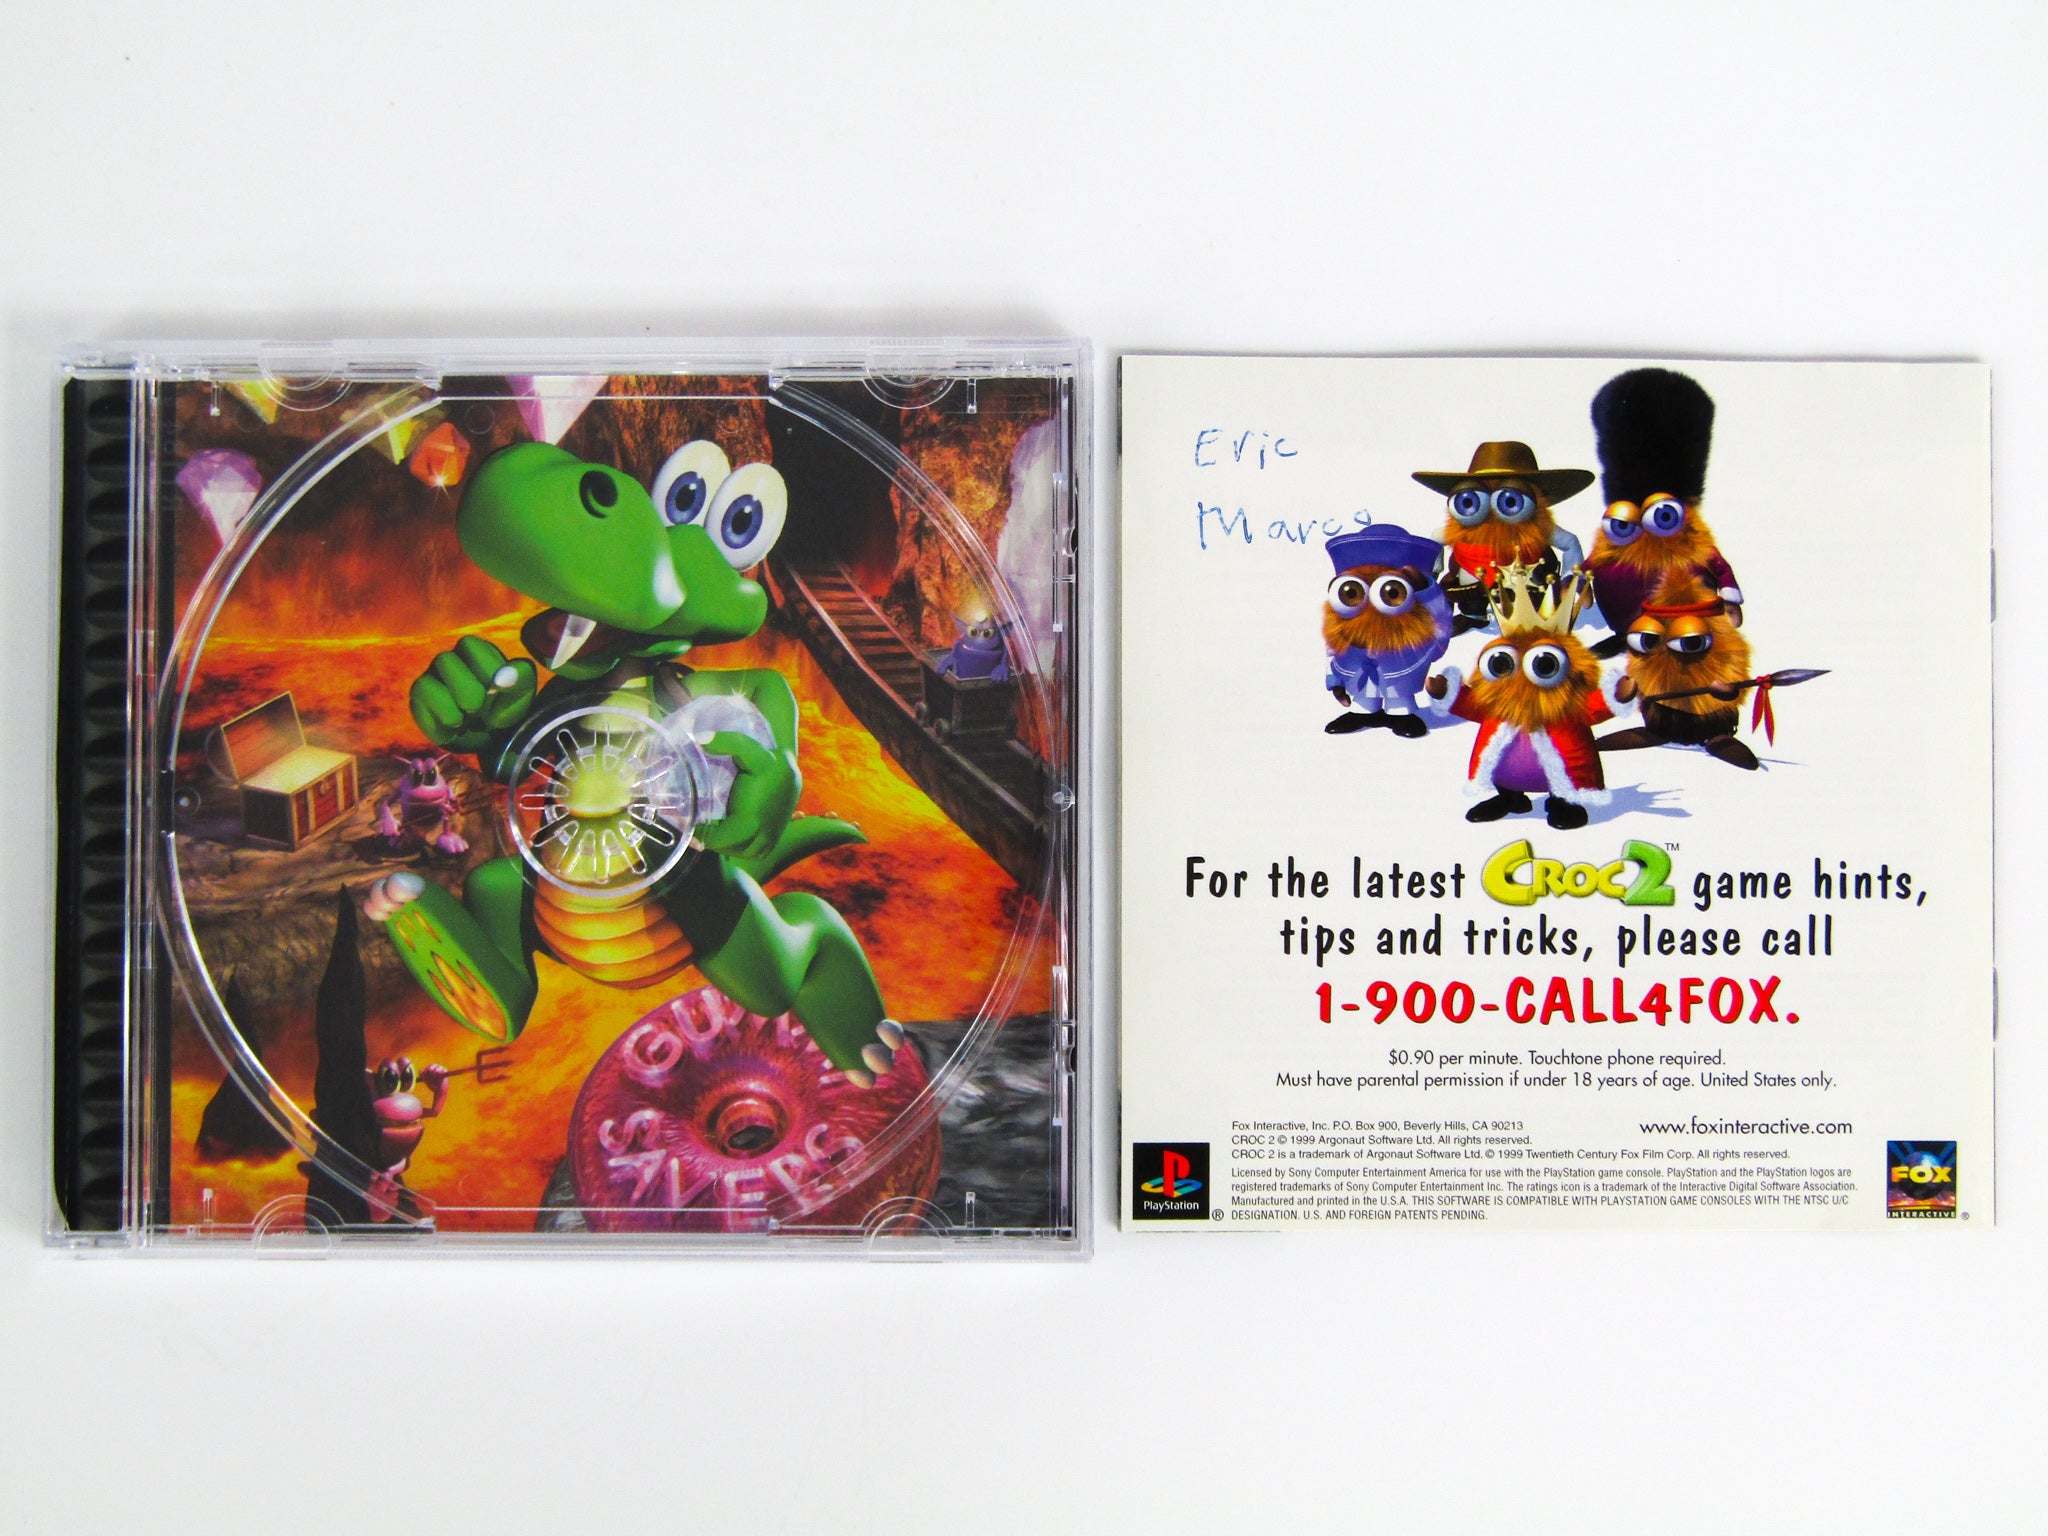 GUMMI
SAVERS
Eric
Marco
For the latest CROC 2™ game hints,
tips and tricks, please call
1-900-CALL4FOX.
$0.90 per minute. Touchtone phone required.
Must have parental permission if under 18 years of age. United States only.
Fox Interactive, Inc. P.O. Box 900, Beverly Hills, CA 90213
www.foxinteractive.com
CROC 2 © 1999 Argonaut Software Ltd. All rights reserved.
CROC 2 is a trademark of Argonaut Software Ltd. © 1999 Twentieth Century Fox Film Corp. All rights reserved.
Licensed by Sony Computer Entertainment America for use with the PlayStation game console. PlayStation and the PlayStation logos are
registered trademarks of Sony Computer Entertainment Inc. The ratings icon is a trademark of the Interactive Digital Software Association.
Manufactured and printed in the U.S.A. THIS SOFTWARE IS COMPATIBLE WITH PLAYSTATION GAME CONSOLES WITH THE NTSC U/C
DESIGNATION. U.S. AND FOREIGN PATENTS PENDING.
PlayStation ®
FOX
INTERACTIVE ®